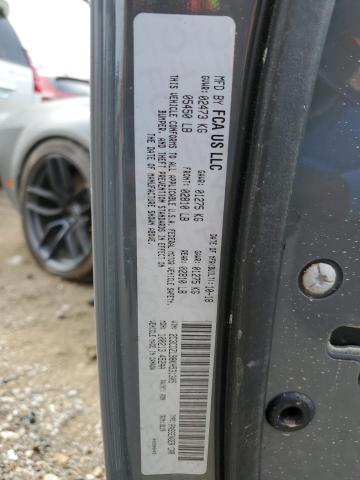 MFD BY FCA US LLC
DATE OF MFR/BUILT: 10-18
GVWR: 02473 KG
05450 LB
GAWR: 01275 KG
FRONT: 02810 LB
GAWR: 01275 KG
REAR: 02810 LB
THIS VEHICLE CONFORMS TO ALL APPLICABLE U.S.A. FEDERAL MOTOR VEHICLE SAFETY,
BUMPER, AND THEFT PREVENTION STANDARDS IN EFFECT ON THE DATE OF MANUFACTURE SHOWN ABOVE.
VIN:
TYPE: PASSENGER CAR
VEHICLE MADE IN CANADA